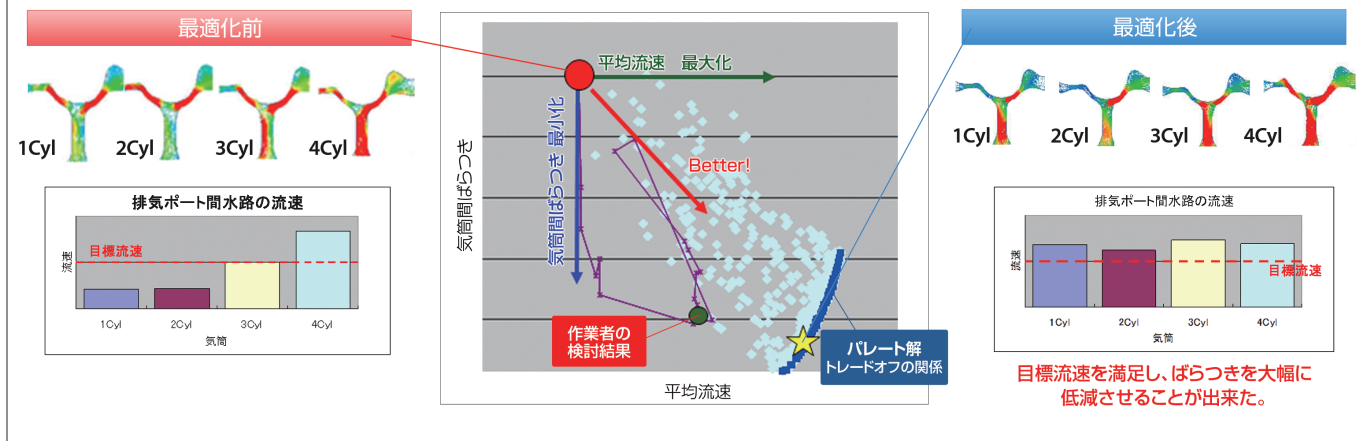 最適化前
1Cyl
2Cyl
3Cyl
4Cyl
排気ポート間水路の流速
目標流速
流速
1Cyl
2Cyl
3Cyl
4Cyl
気筒
平均流速 最大化
気筒間ばらつき 最小化
Better!
気筒間ばらつき
作業者の
検討結果
パレート解
トレードオフの関係
平均流速
最適化後
1Cyl
2Cyl
3Cyl
4Cyl
排気ポート間水路の流速
流速
目標流速
1Cyl
2Cyl
3Cyl
4Cyl
気筒
目標流速を満足し、ばらつきを大幅に
低減させることが出来た。